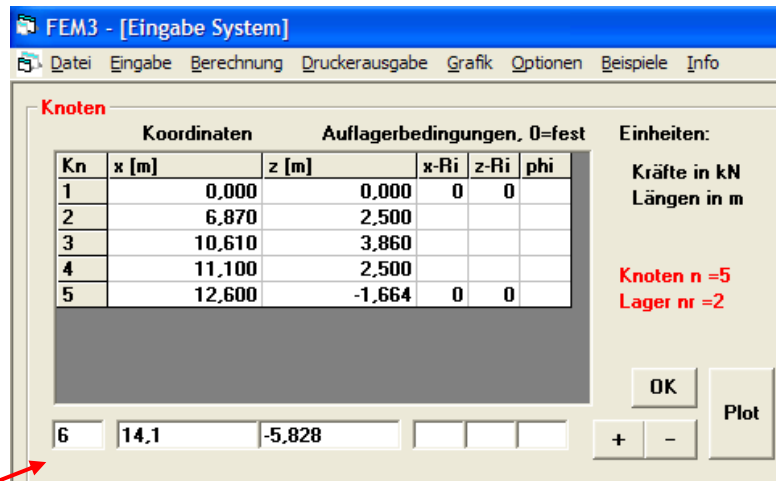 FEM3 - [Eingabe System]
Datei Eingabe Berechnung Druckerausgabe Grafik Optionen Beispiele Info
Knoten
Koordinaten Auflagerbedingungen, 0=fest Einheiten:
Kn x [m] z [m] x-Ri z-Ri phi
Kräfte in kN
1 0,000 0,000 0 0
Längen in m
2 6,870 2,500
3 10,610 3,860
4 11,100 2,500
Knoten n =5
5 12,600 -1,664 0 0
Lager nr =2
OK
Plot
6 14,1 -5,828
+ -